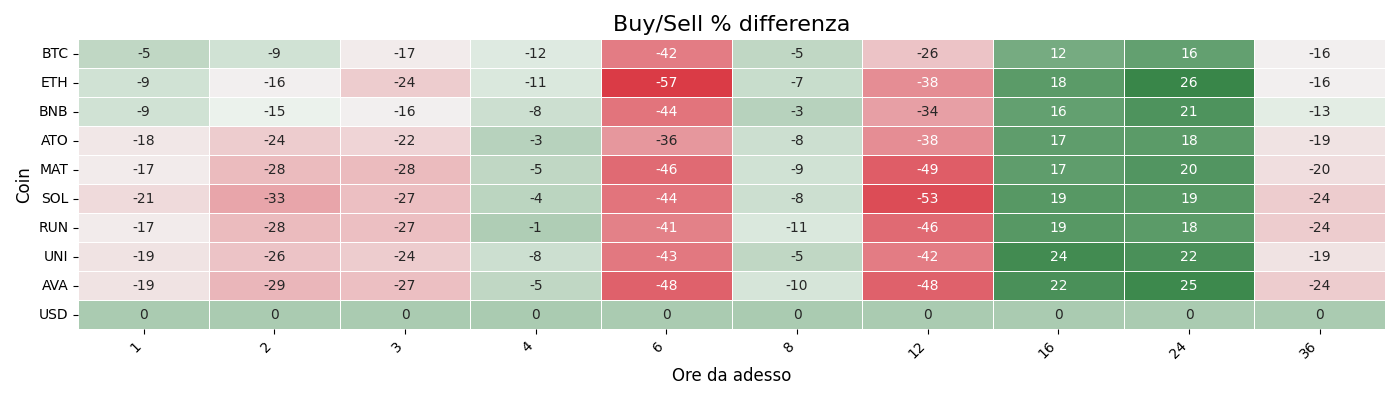 Buy/Sell % differenza
Coin
BTC -5 -9 -17 -12 -42 -5 -26 12 16 -16
ETH -9 -16 -24 -11 -57 -7 -38 18 26 -16
BNB -9 -15 -16 -8 -44 -3 -34 16 21 -13
ATO -18 -24 -22 -3 -36 -8 -38 17 18 -19
MAT -17 -28 -28 -5 -46 -9 -49 17 20 -20
SOL -21 -33 -27 -4 -44 -8 -53 19 19 -24
RUN -17 -28 -27 -1 -41 -11 -46 19 18 -24
UNI -19 -26 -24 -8 -43 -5 -42 24 22 -19
AVA -19 -29 -27 -5 -48 -10 -48 22 25 -24
USD 0 0 0 0 0 0 0 0 0 0
1 2 3 4 6 8 12 16 24 36
Ore da adesso